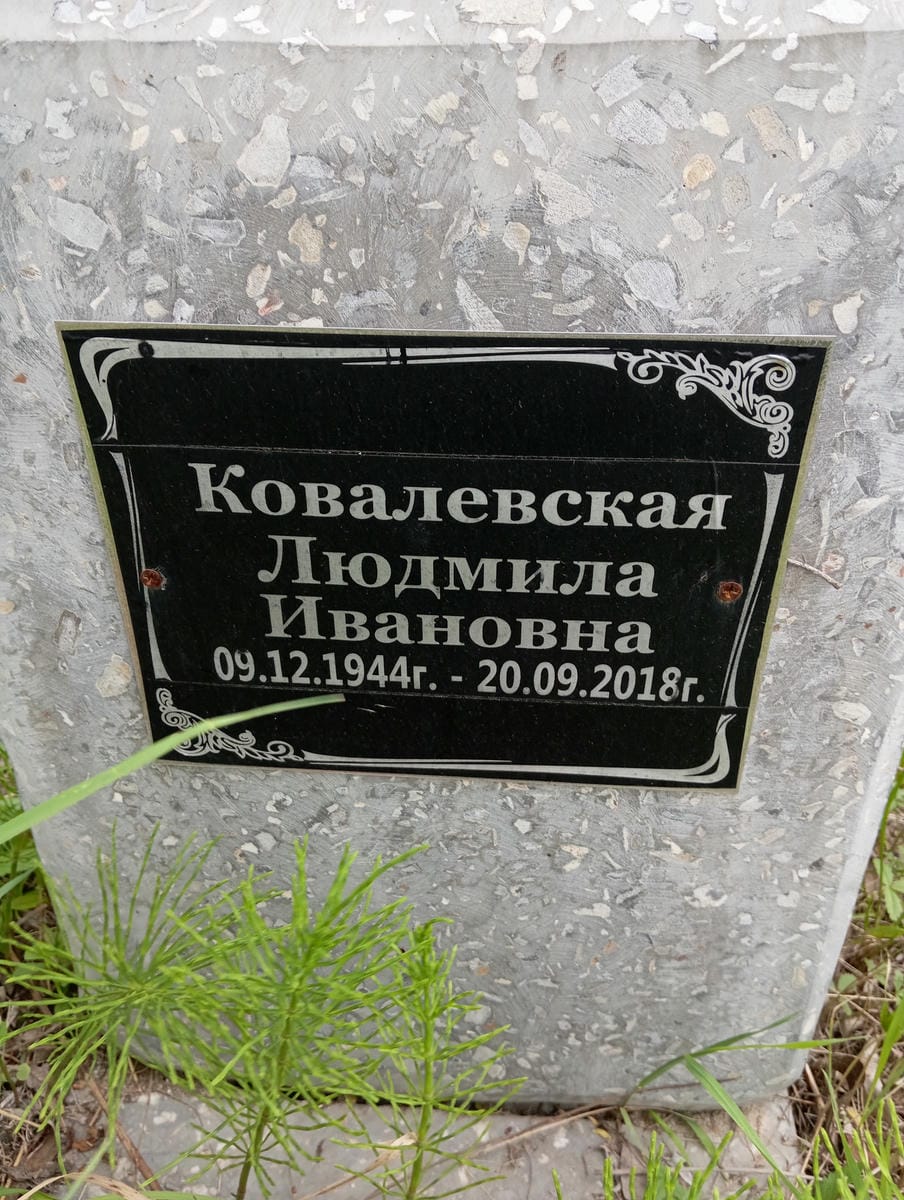 Ковалевская
Людмила
Ивановна
09.12.1944г. - 20.09.2018г.